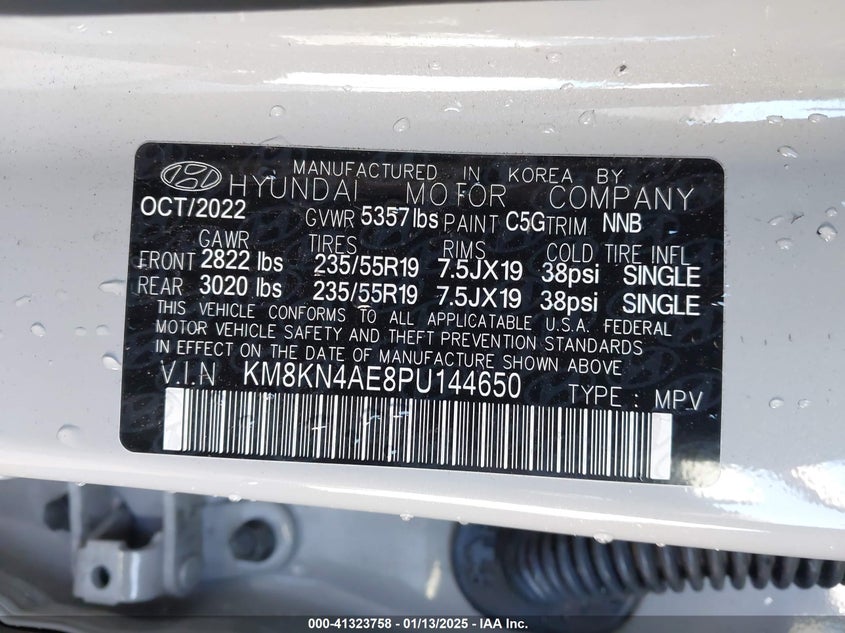 MANUFACTURED IN KOREA BY
HYUNDAI MOTOR COMPANY
OCT/2022 GVWR 5357 lbs PAINT C5G TRIM NNB
GAWR TIRES RIMS COLD TIRE INFL
FRONT 2822 lbs 235/55R19 7.5JX19 38psi SINGLE
REAR 3020 lbs 235/55R19 7.5JX19 38psi SINGLE
THIS VEHICLE CONFORMS TO ALL APPLICATABLE U.S.A. FEDERAL
MOTOR VEHICLE SAFETY AND THEFT PREVENTION STANDARDS
IN EFFECT ON THE DATE OF MANUFACTURE SHOWN ABOVE
V.I.N KM8KN4AE8PU144650 TYPE : MPV
000-41323758 - 01/13/2025 - IAA Inc.